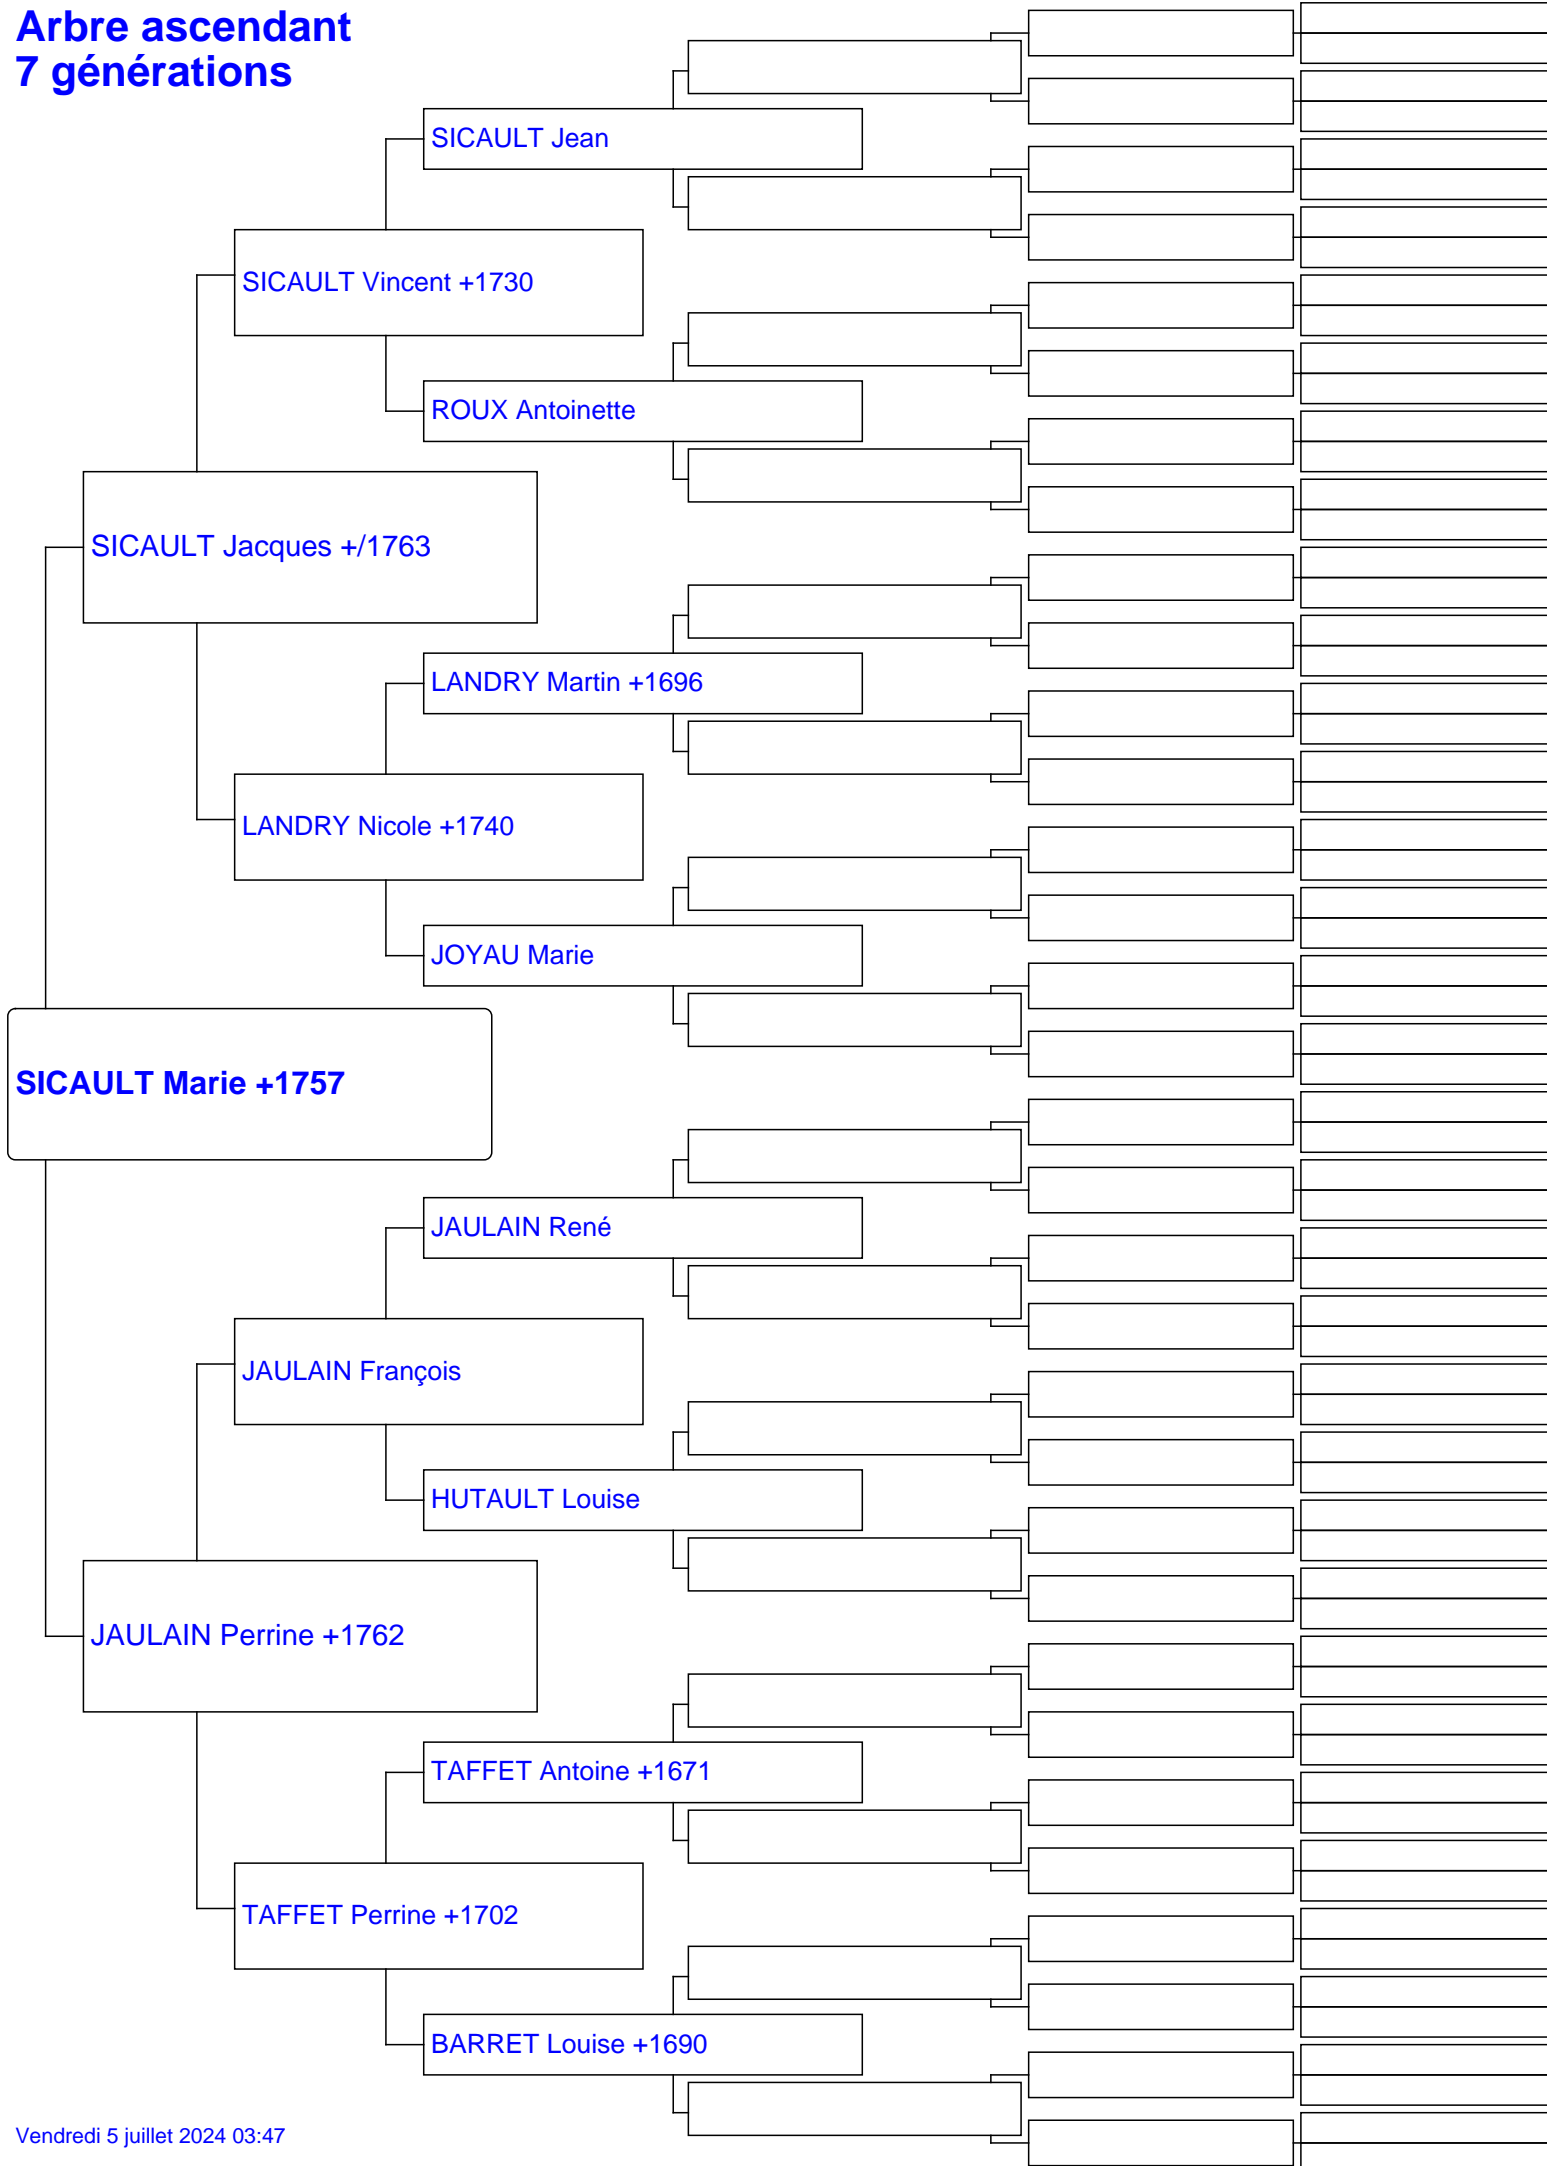 Arbre ascendant
7 générations
SICAULT Jean
SICAULT Vincent +1730
ROUX Antoinette
SICAULT Jacques +/1763
LANDRY Martin +1696
LANDRY Nicole +1740
JOYAU Marie
SICAULT Marie +1757
JAULAIN René
JAULAIN François
HUTAULT Louise
JAULAIN Perrine +1762
TAFFET Antoine +1671
TAFFET Perrine +1702
BARRET Louise +1690
Vendredi 5 juillet 2024 03:47